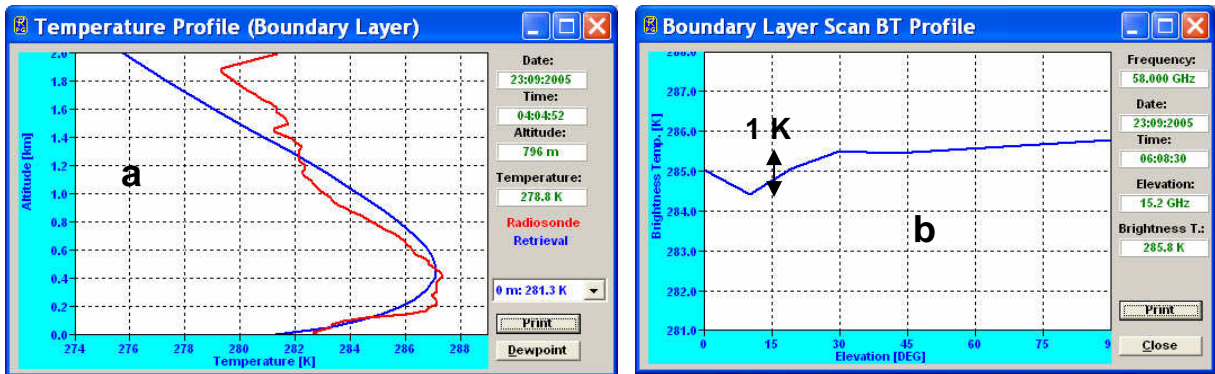 Temperature Profile (Boundary Layer)
2.0
1.8
1.6
1.4
1.2
1.0
0.8
0.6
0.4
0.2
0.0
Altitude [km]
a
274
276
278
280
282
284
286
288
Temperature [K]
Date:
23:09:2005
Time:
04:04:52
Altitude:
796 m
Temperature:
278.8 K
Radiosonde
Retrieval
0 m: 281.3 K
Print
Dewpoint
Boundary Layer Scan BT Profile
288.0
287.0
286.0
285.0
284.0
283.0
282.0
281.0
Brightness Temp. [K]
1 K
b
0
15
30
45
60
75
9
Elevation [DEG]
Frequency:
58.000 GHz
Date:
23:09:2005
Time:
06:08:30
Elevation:
15.2 GHz
Brightness T.:
285.8 K
Print
Close